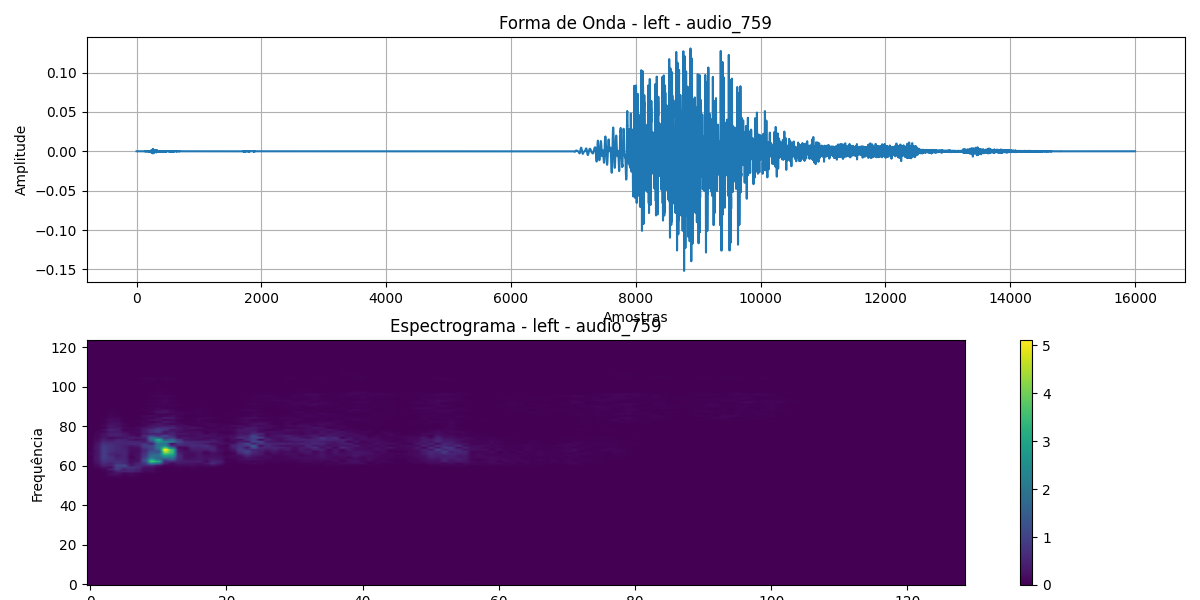 Forma de Onda - left - audio_759
0.10
0.05
0.00
−0.05
−0.10
−0.15
Amplitude
0 2000 4000 6000 8000 10000 12000 14000 16000
Amostras
Espectrograma - left - audio_759
120
100
80
60
40
20
0
Frequência
0 20 40 60 80 100 120
5
4
3
2
1
0